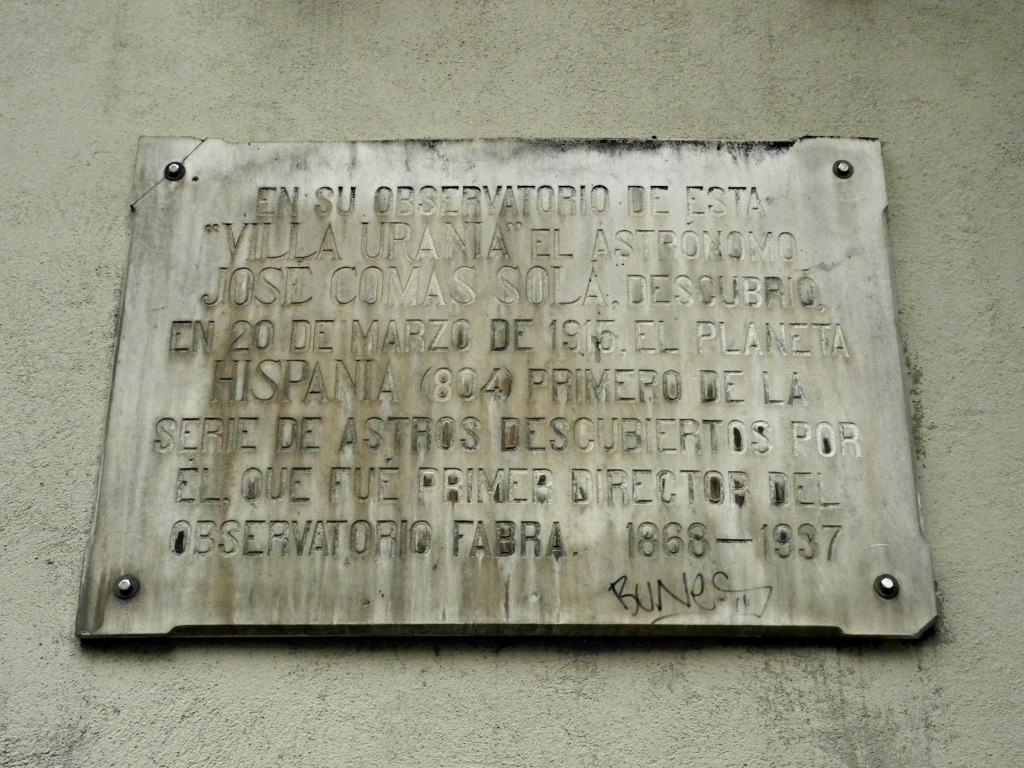 EN SU OBSERVATORIO DE ESTA
"VILLA URANIA" EL ASTRÓNOMO
JOSE COMAS SOLÁ, DESCUBRIÓ,
EN 20 DE MARZO DE 1915, EL PLANETA
HISPANIA (804) PRIMERO DE LA
SERIE DE ASTROS DESCUBIERTOS POR
ÉL, QUE FUÉ PRIMER DIRECTOR DEL
OBSERVATORIO FABRA. 1868—1937